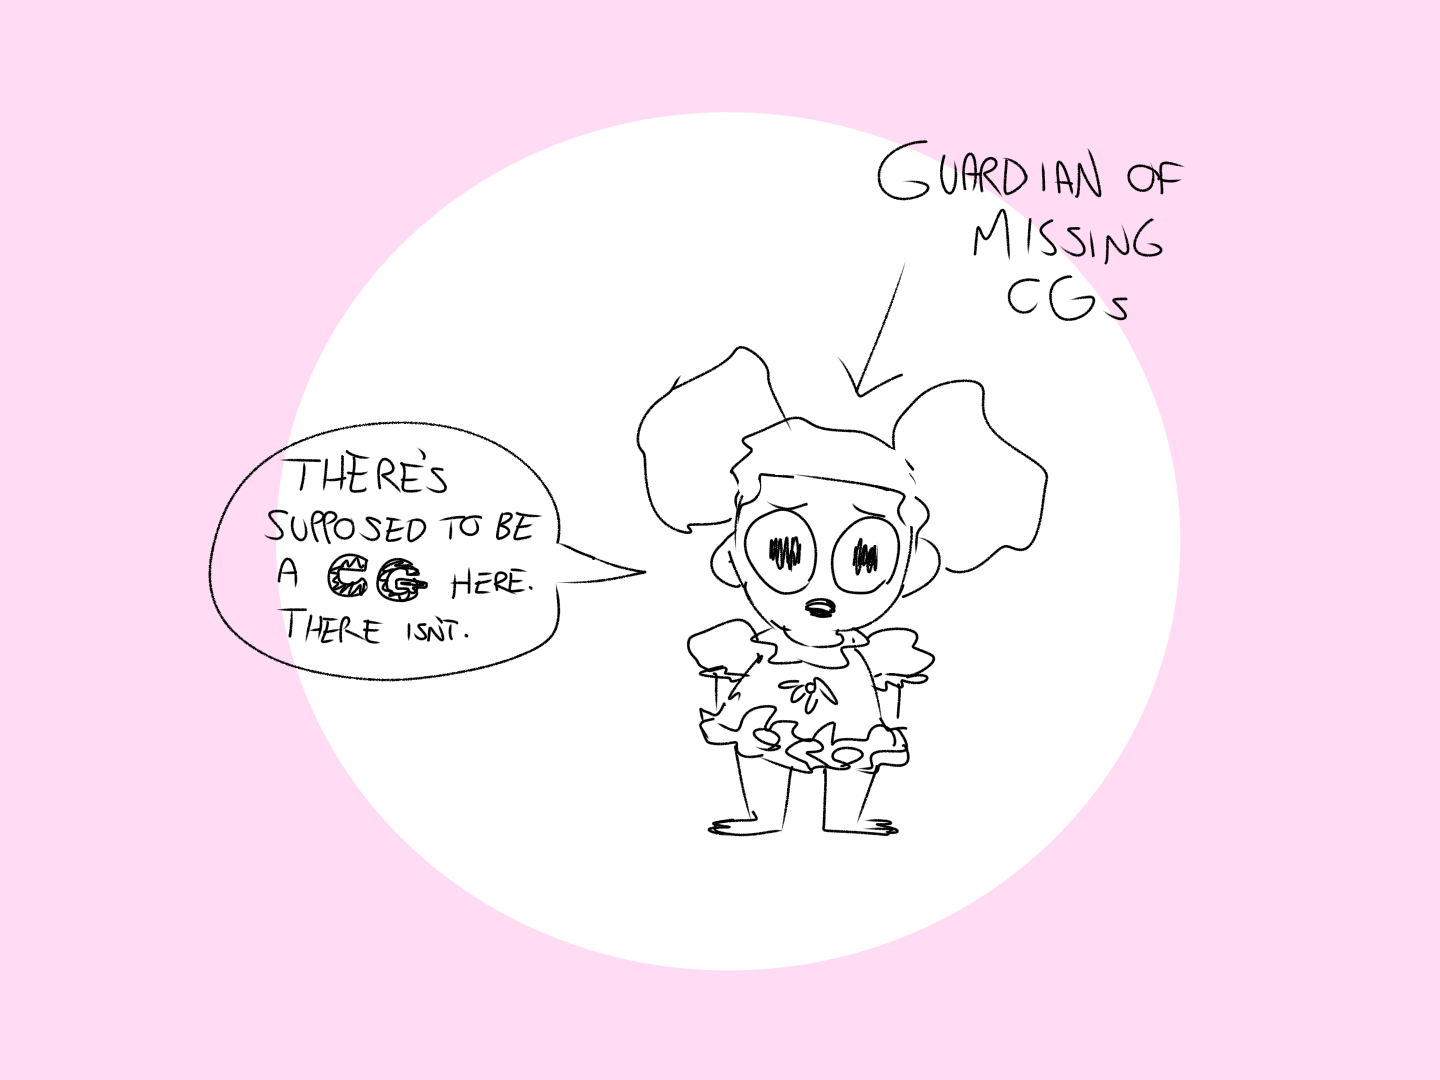 GUARDIAN OF
MISSING
CGs
THERE'S
SUPPOSED TO BE
A CG HERE.
THERE ISN'T.